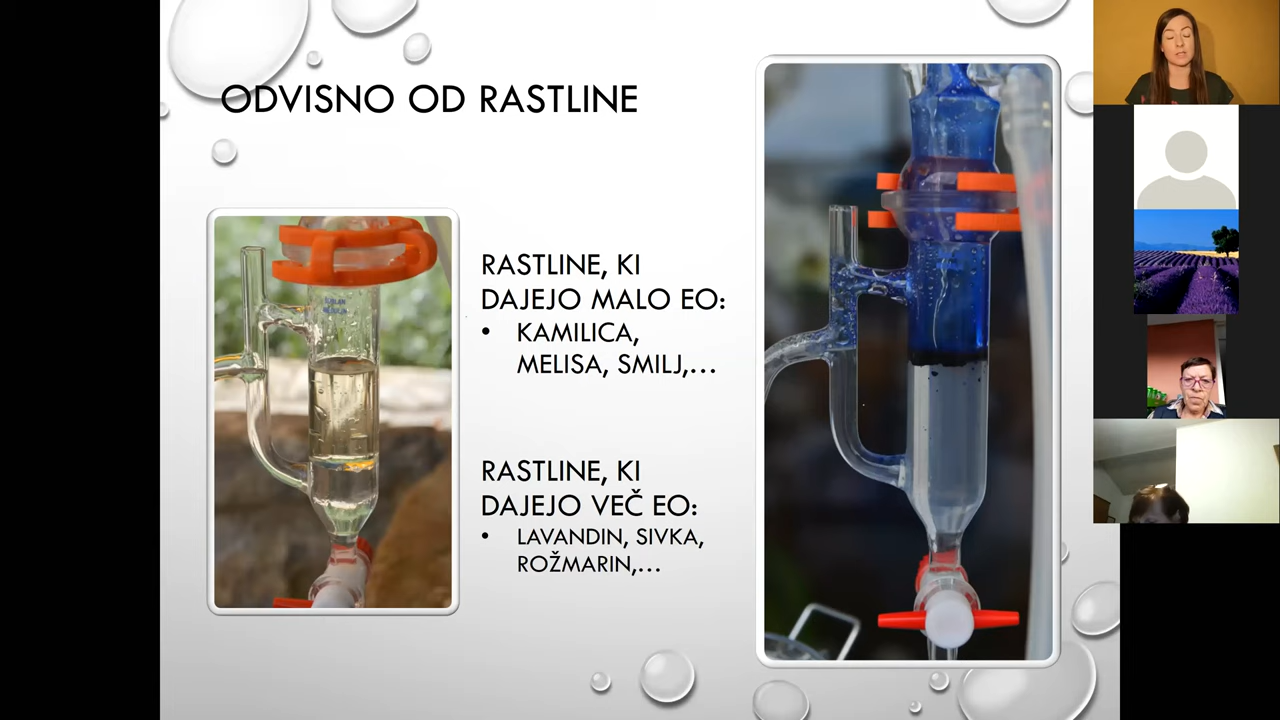 ODVISNO OD RASTLINE
RASTLINE, KI
DAJEJO MALO EO:
• KAMILICA,
MELISA, SMILJ,...
RASTLINE, KI
DAJEJO VEČ EO:
• LAVANDIN, SIVKA,
ROŽMARIN,...